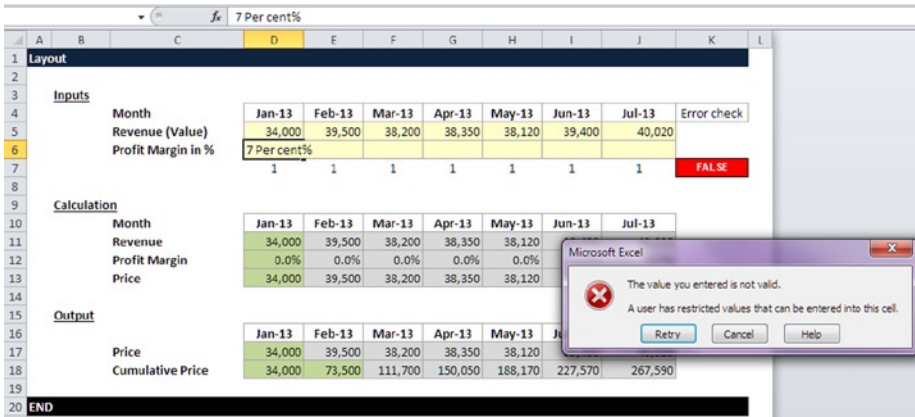 fx 7 Per cent%
A B C D E F G H I J K L
1 Layout
2
3 Inputs
4 Month Jan-13 Feb-13 Mar-13 Apr-13 May-13 Jun-13 Jul-13 Error check
5 Revenue (Value) 34,000 39,500 38,200 38,350 38,120 39,400 40,020
6 Profit Margin in % 7 Per cent%
7 1 1 1 1 1 1 1 FALSE
8
9 Calculation
10 Month Jan-13 Feb-13 Mar-13 Apr-13 May-13 Jun-13 Jul-13
11 Revenue 34,000 39,500 38,200 38,350 38,120
12 Profit Margin 0.0% 0.0% 0.0% 0.0% 0.0%
13 Price 34,000 39,500 38,200 38,350 38,120
14
15 Output
16 Jan-13 Feb-13 Mar-13 Apr-13 May-13
17 Price 34,000 39,500 38,200 38,350 38,120
18 Cumulative Price 34,000 73,500 111,700 150,050 188,170 227,570 267,590
19
20 END
Microsoft Excel
The value you entered is not valid.
A user has restricted values that can be entered into this cell.
Retry Cancel Help